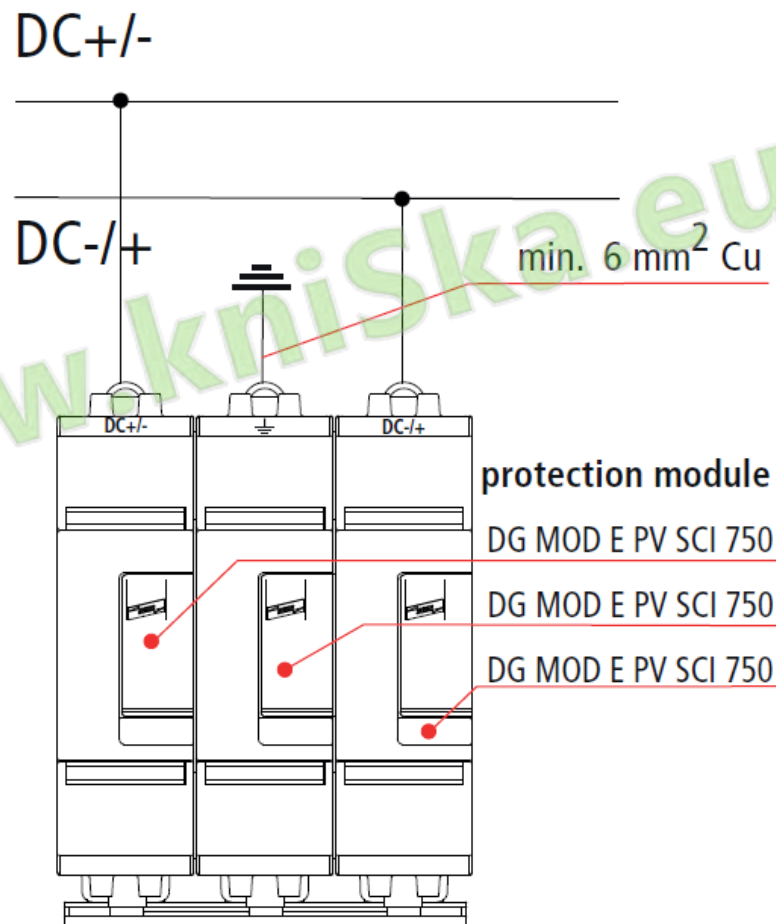 DC+/-
DC-/+
min. 6 mm² Cu
w.kniSka.eu
DC+/- DC-/+
protection module
DG MOD E PV SCI 750
DG MOD E PV SCI 750
DG MOD E PV SCI 750